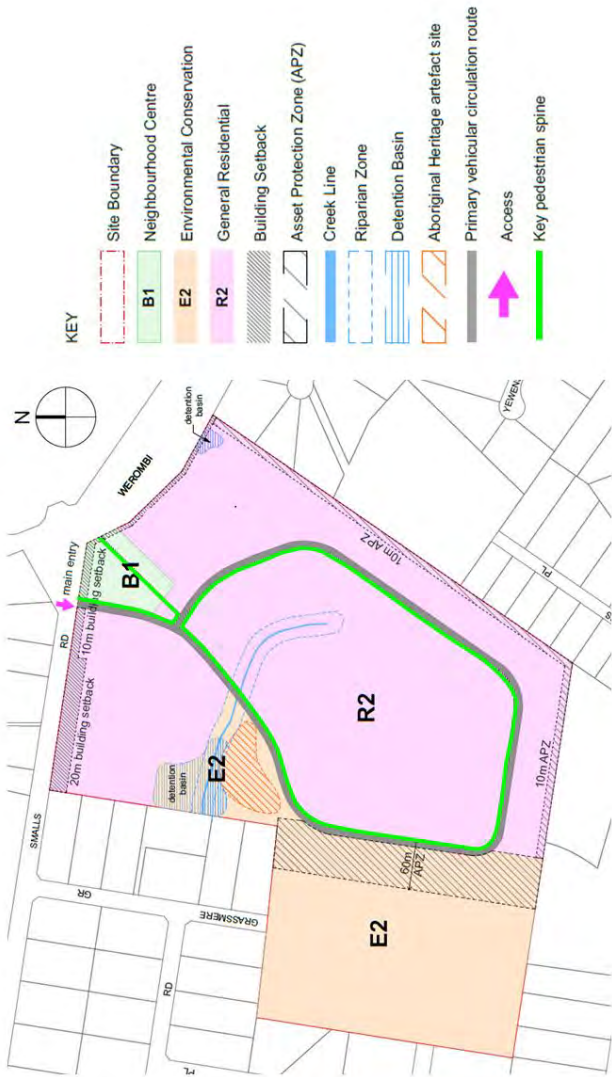 N
SMALLS
RD
main entry
20m building setback
10m building setback
WEROMBI
detention
basin
B1
detention
basin
E2
GR
GRASSMERE
RD
PL
R2
10m APZ
YEWENS
PL
60m
APZ
10m APZ
E2
KEY
Site Boundary
B1
Neighbourhood Centre
E2
Environmental Conservation
R2
General Residential
Building Setback
Asset Protection Zone (APZ)
Creek Line
Riparian Zone
Detention Basin
Aboriginal Heritage artefact site
Primary vehicular circulation route
Access
Key pedestrian spine